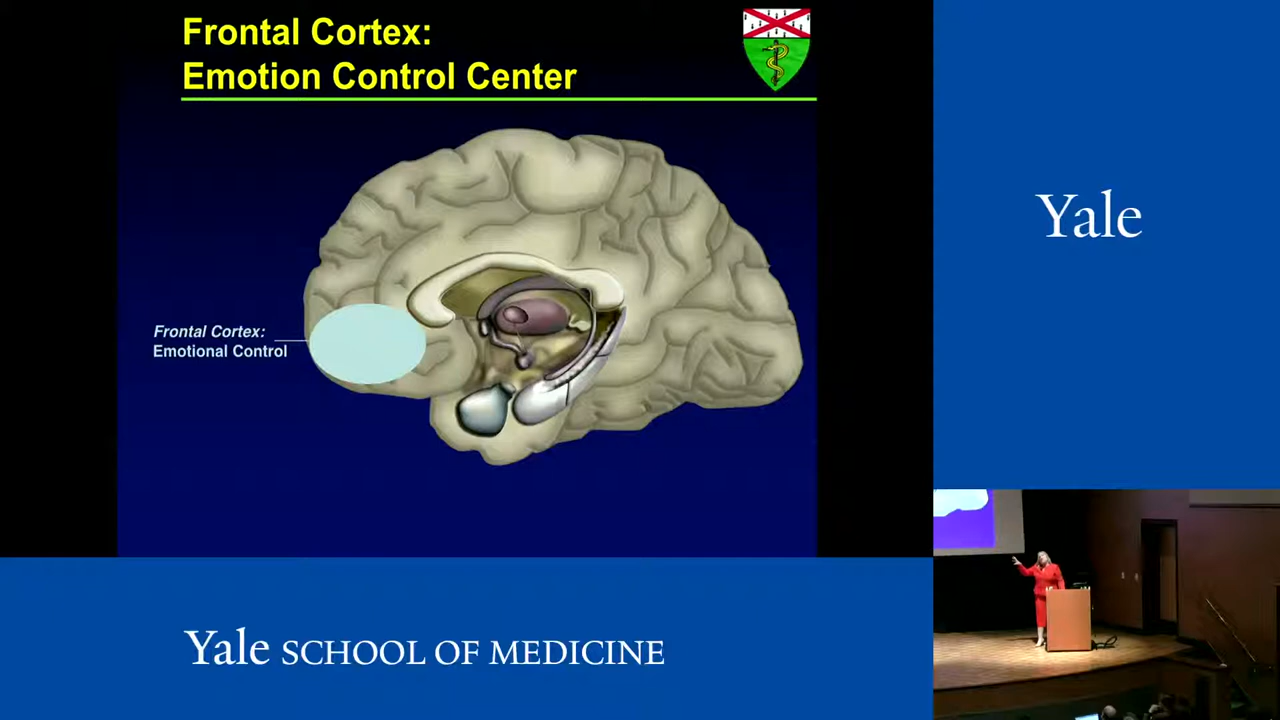 Frontal Cortex:
Emotion Control Center
Frontal Cortex:
Emotional Control
Yale
Yale SCHOOL OF MEDICINE